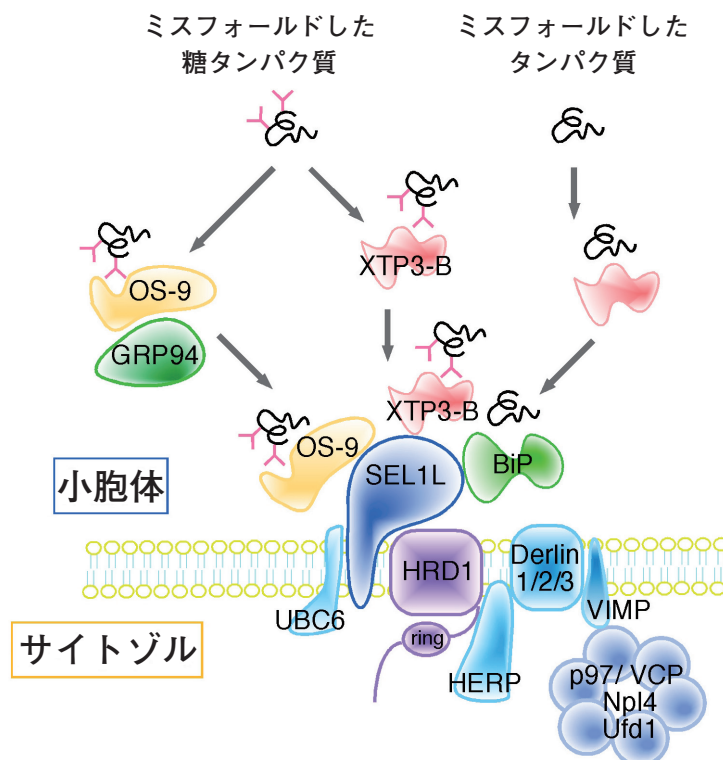 ミスフォールドした
糖タンパク質
ミスフォールドした
タンパク質
XTP3-B
OS-9
GRP94
XTP3-B
OS-9
SEL1L
BiP
小胞体
HRD1
Derlin
1/2/3
UBC6
VIMP
サイトゾル
ring
HERP
p97/ VCP
Npl4
Ufd1